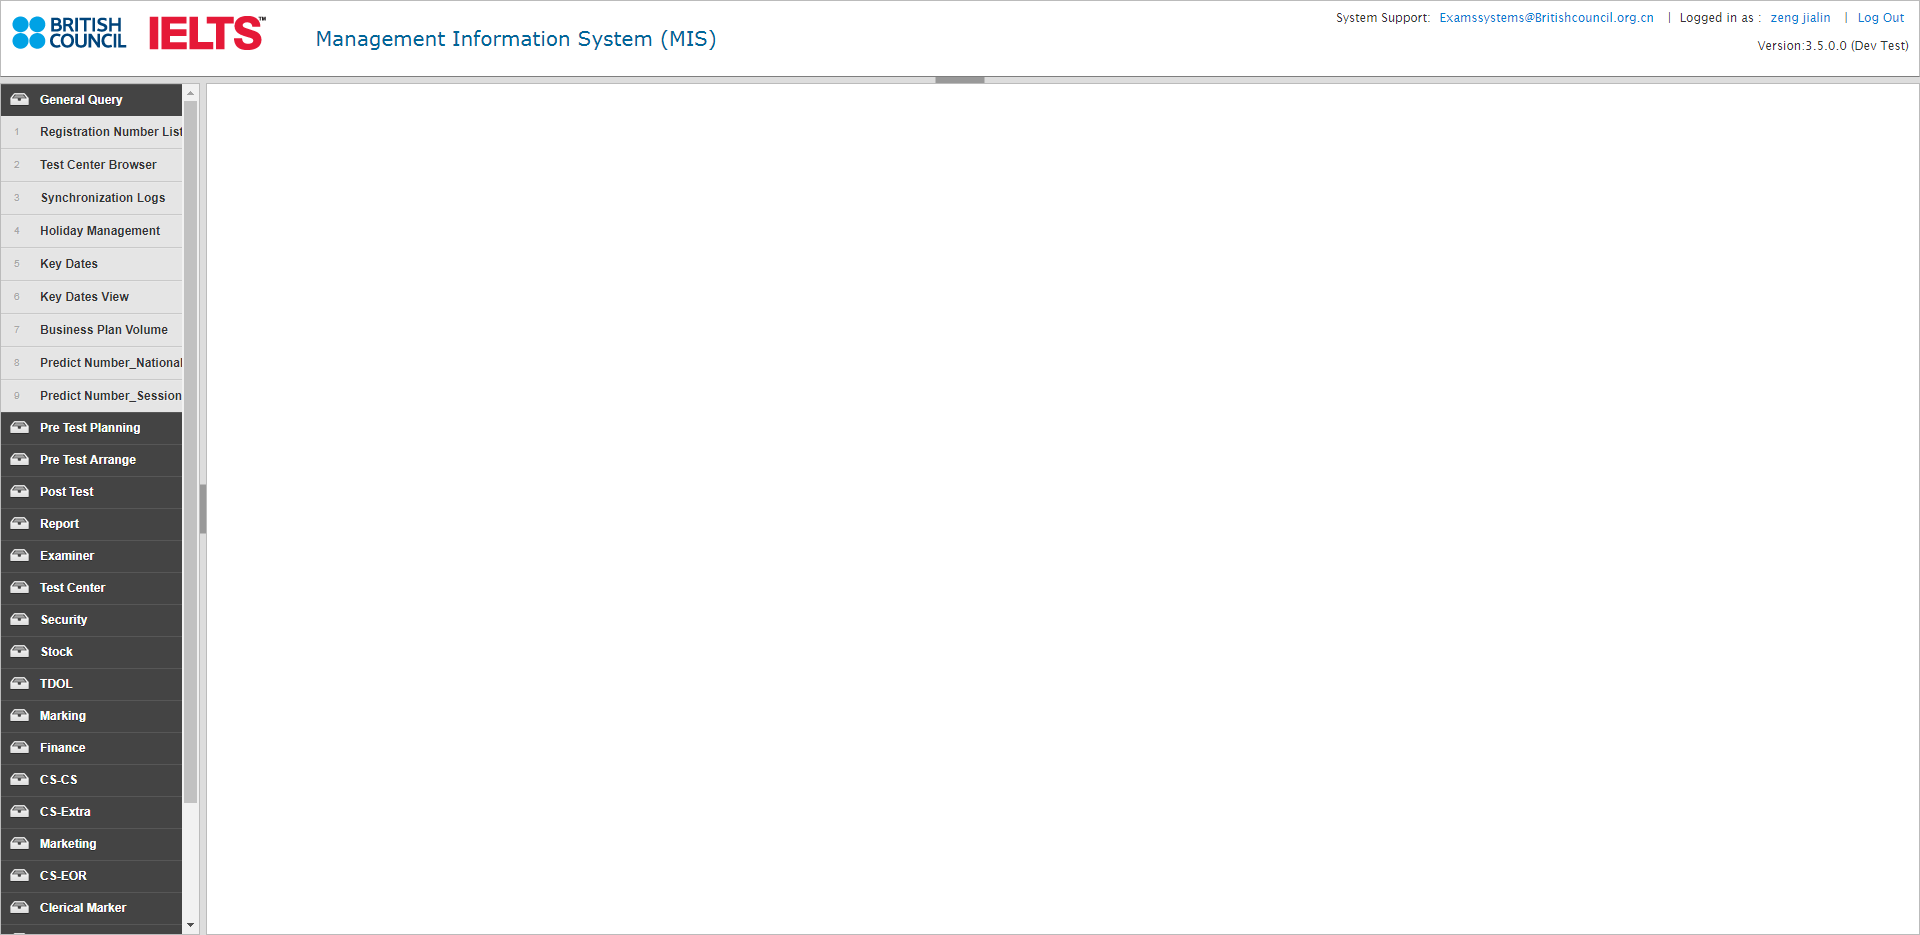 BRITISH
COUNCIL
IELTS™
Management Information System (MIS)
System Support: Examssystems@Britishcouncil.org.cn | Logged in as : zeng jialin | Log Out
Version:3.5.0.0 (Dev Test)
General Query
1 Registration Number List
2 Test Center Browser
3 Synchronization Logs
4 Holiday Management
5 Key Dates
6 Key Dates View
7 Business Plan Volume
8 Predict Number_National
9 Predict Number_Session
Pre Test Planning
Pre Test Arrange
Post Test
Report
Examiner
Test Center
Security
Stock
TDOL
Marking
Finance
CS-CS
CS-Extra
Marketing
CS-EOR
Clerical Marker